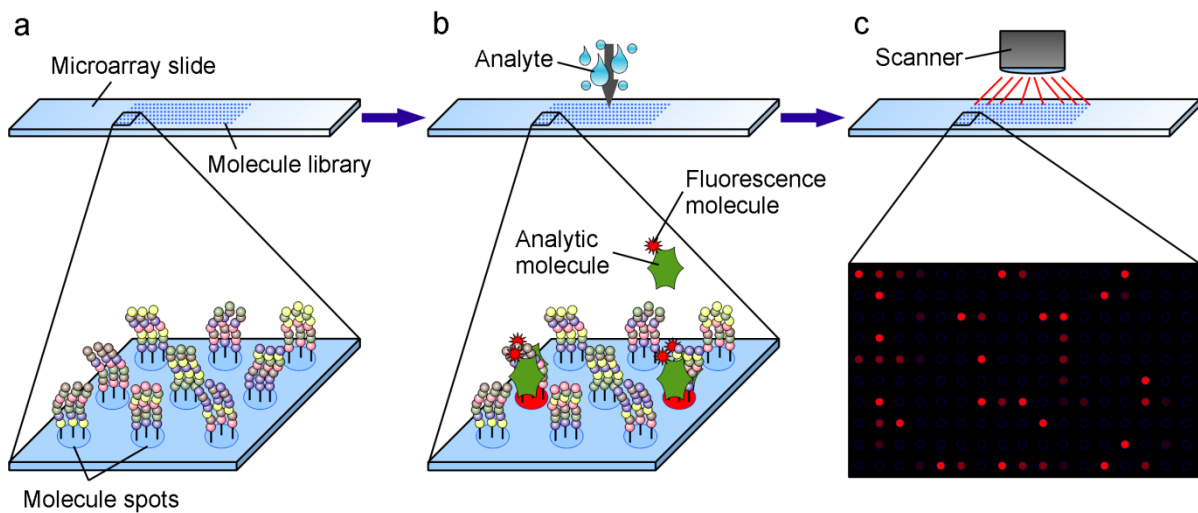 a
Microarray slide
Molecule library
Molecule spots
b
Analyte
Fluorescence
molecule
Analytic
molecule
c
Scanner